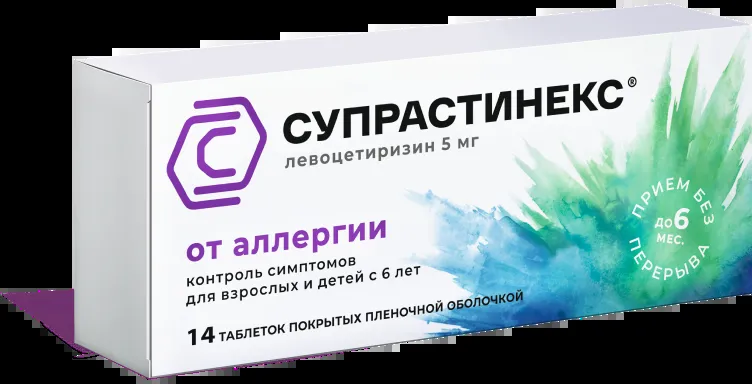 СУПРАСТИНЕКС®
левоцетиризин 5 мг
от аллергии
контроль симптомов
для взрослых и детей с 6 лет
14 ТАБЛЕТОК ПОКРЫТЫХ ПЛЕНОЧНОЙ ОБОЛОЧКОЙ
ПРИЕМ БЕЗ
ДО 6
МЕС.
ПЕРЕРЫВА